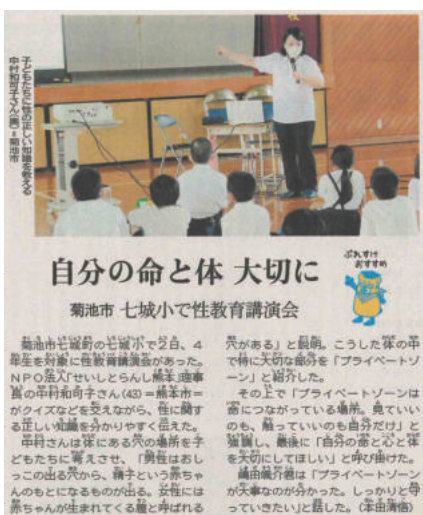 子どもたちに性の正しい知識を教える
中村和可子さん(奥)=菊池市
自分の命と体 大切に
ぷれすけ
おすすめ
菊池市 七城小で性教育講演会
菊池市七城町の七城小で2日、4
年生を対象に性教育講演会があった。
NPO法人「せいしとらんし熊本」理事
長の中村和可子さん(43)=熊本市=
がクイズなどを交えながら、性に関す
る正しい知識を分かりやすく伝えた。
中村さんは体にある穴の場所を子
どもたちに考えさせ、「男性はおし
っこの出る穴から、精子という赤ちゃ
んのもとになるものが出る。女性には
赤ちゃんが生まれてくる膣と呼ばれる
穴がある」と説明。こうした体の中
で特に大切な部分を「プライベートゾ
ーン」と紹介した。
その上で「プライベートゾーンは
命につながっている場所。見ていい
のも、触っていいのも自分だけ」と
強調し、最後に「自分の命と心と体
を大切にしてほしい」と呼び掛けた。
嶋田颯介君は「プライベートゾーン
が大事なのが分かった。しっかりと守
っていきたい」と話した。(本田清悟)